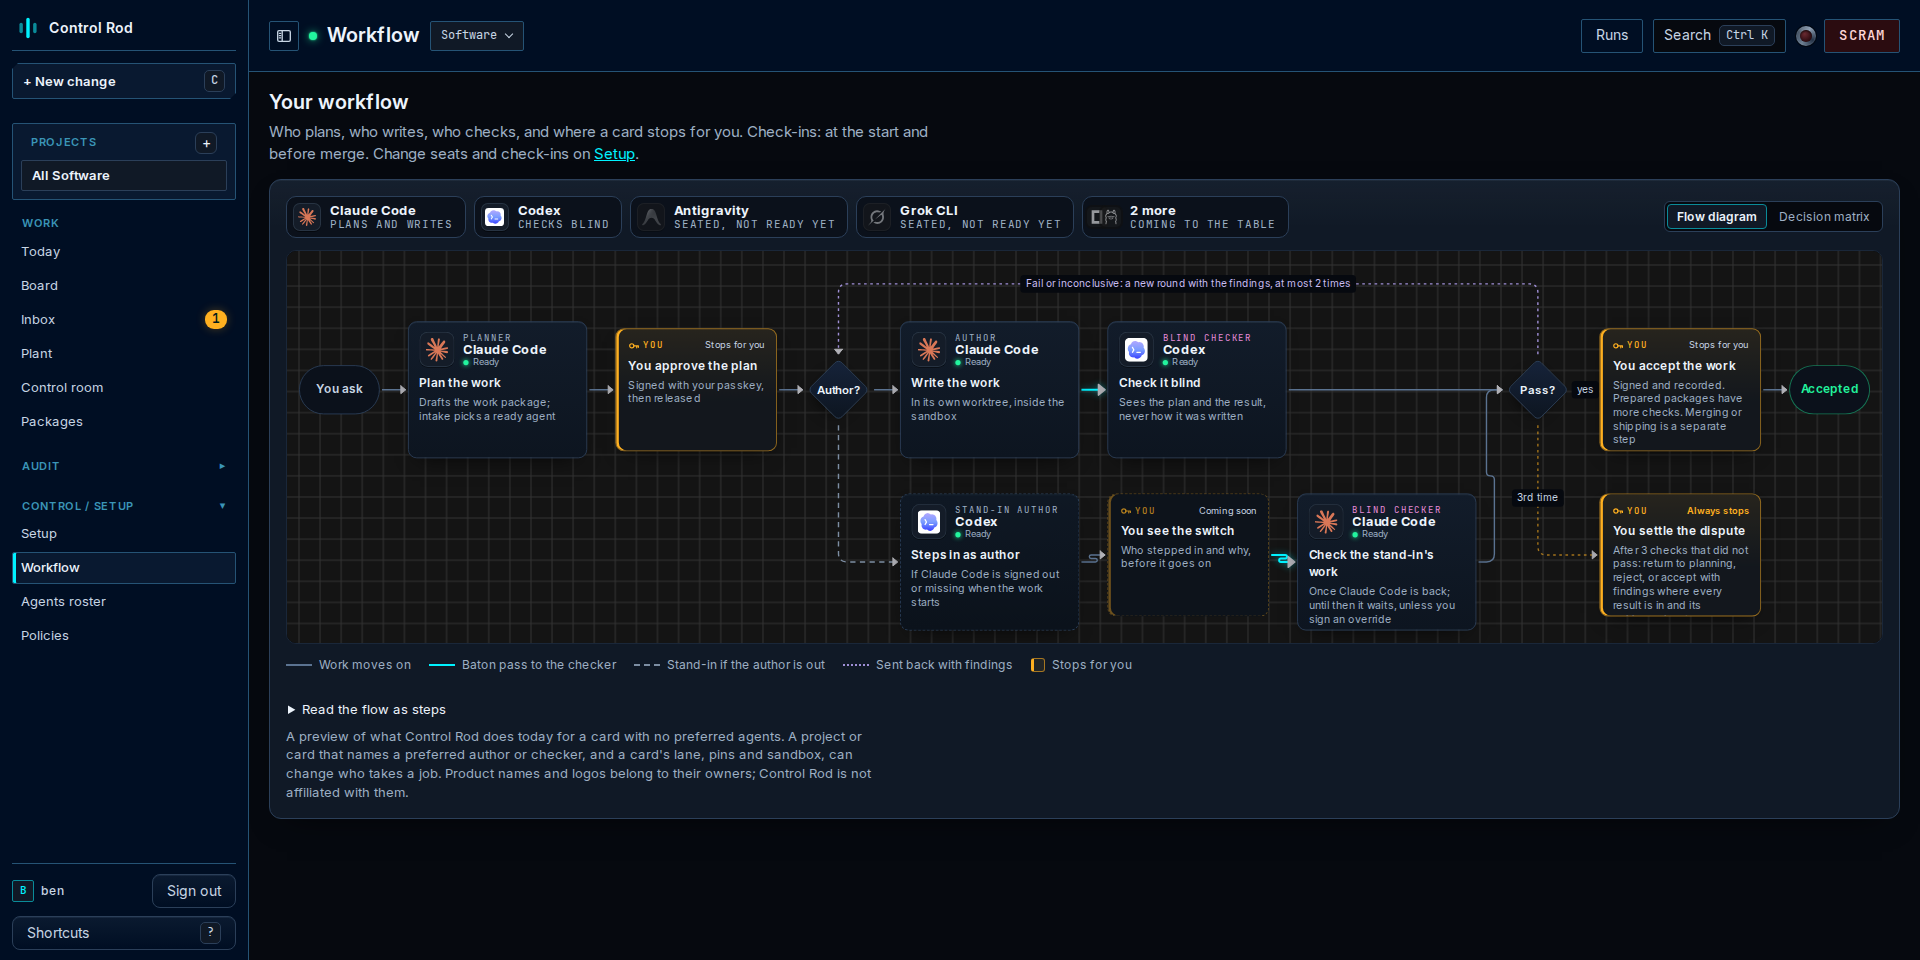 Control Rod
+ New change C
PROJECTS +
All Software
WORK
Today
Board
Inbox 1
Plant
Control room
Packages
AUDIT
CONTROL / SETUP
Setup
Workflow
Agents roster
Policies
B ben Sign out
Shortcuts ?
Workflow Software
Runs Search Ctrl K SCRAM
Your workflow
Who plans, who writes, who checks, and where a card stops for you. Check-ins: at the start and
before merge. Change seats and check-ins on Setup.
Claude Code
PLANS AND WRITES
Codex
CHECKS BLIND
Antigravity
SEATED, NOT READY YET
Grok CLI
SEATED, NOT READY YET
2 more
COMING TO THE TABLE
Flow diagram Decision matrix
Fail or inconclusive: a new round with the findings, at most 2 times
You ask
PLANNER
Claude Code
Ready
Plan the work
Drafts the work package;
intake picks a ready agent
YOU Stops for you
You approve the plan
Signed with your passkey,
then released
Author?
AUTHOR
Claude Code
Ready
Write the work
In its own worktree, inside the
sandbox
BLIND CHECKER
Codex
Ready
Check it blind
Sees the plan and the result,
never how it was written
Pass?
yes
YOU Stops for you
You accept the work
Signed and recorded.
Prepared packages have
more checks. Merging or
shipping is a separate
step
Accepted
STAND-IN AUTHOR
Codex
Ready
Steps in as author
If Claude Code is signed out
or missing when the work
starts
YOU Coming soon
You see the switch
Who stepped in and why,
before it goes on
BLIND CHECKER
Claude Code
Ready
Check the stand-in's
work
Once Claude Code is back;
until then it waits, unless you
sign an override
3rd time
YOU Always stops
You settle the dispute
After 3 checks that did not
pass: return to planning,
reject, or accept with
findings where every
result is in and its
Work moves on
Baton pass to the checker
Stand-in if the author is out
Sent back with findings
Stops for you
Read the flow as steps
A preview of what Control Rod does today for a card with no preferred agents. A project or
card that names a preferred author or checker, and a card's lane, pins and sandbox, can
change who takes a job. Product names and logos belong to their owners; Control Rod is not
affiliated with them.